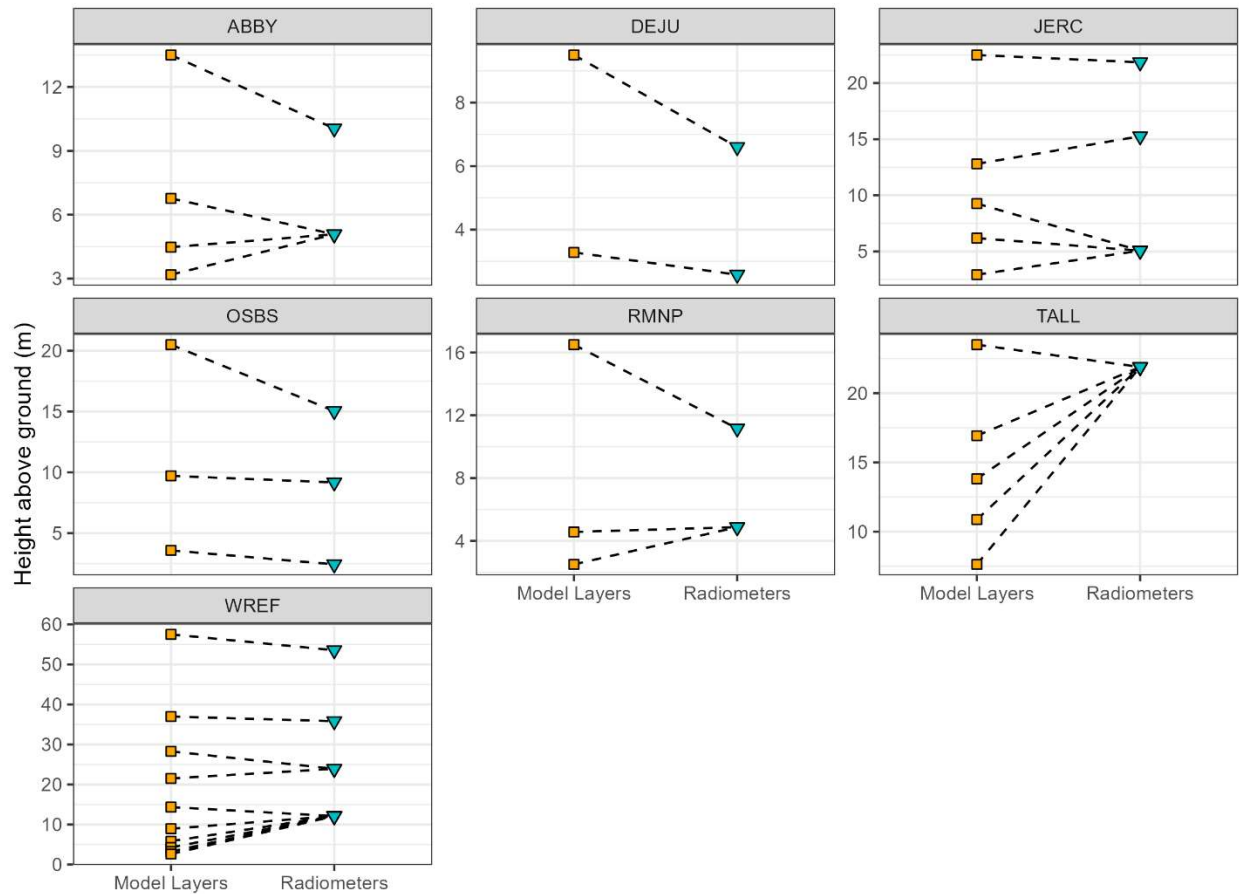 ABBY
DEJU
JERC
12
9
6
3
8
6
4
20
15
10
5
OSBS
RMNP
TALL
Height above ground (m)
20
15
10
5
16
12
8
4
20
15
10
Model Layers
Radiometers
Model Layers
Radiometers
WREF
60
50
40
30
20
10
0
Model Layers
Radiometers